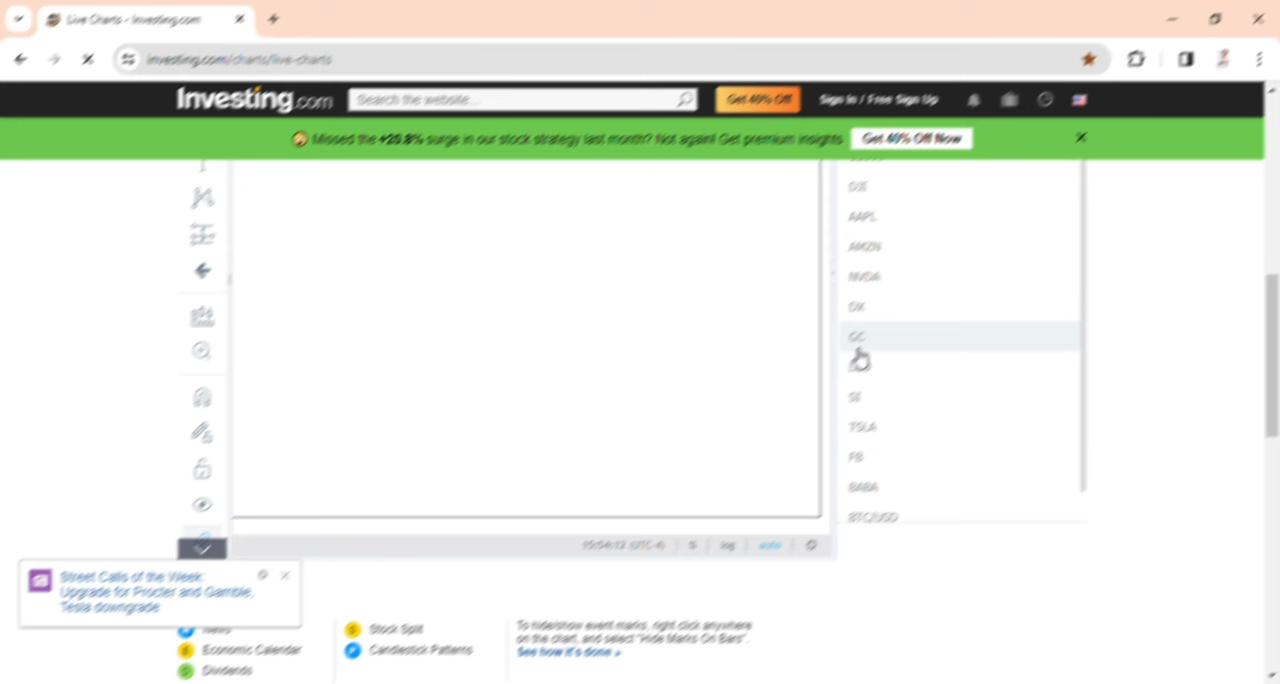 Live Charts - Investing.com
investing.com/charts/live-charts
Investing.com
Search the website...
Get 40% Off
Sign In / Free Sign Up
Missed the +20.8% surge in our stock strategy last month? Not again! Get premium insights
Get 40% Off Now
DJI
AAPL
AMZN
NVDA
DX
GC
SI
TSLA
FB
BABA
BTC/USD
15:54:12 (UTC-4)
%
log
auto
Street Calls of the Week:
Upgrade for Procter and Gamble,
Tesla downgrade
News
Economic Calendar
Dividends
Stock Split
Candlestick Patterns
To hide/show event marks, right click anywhere
on the chart, and select "Hide Marks On Bars".
See how it's done »